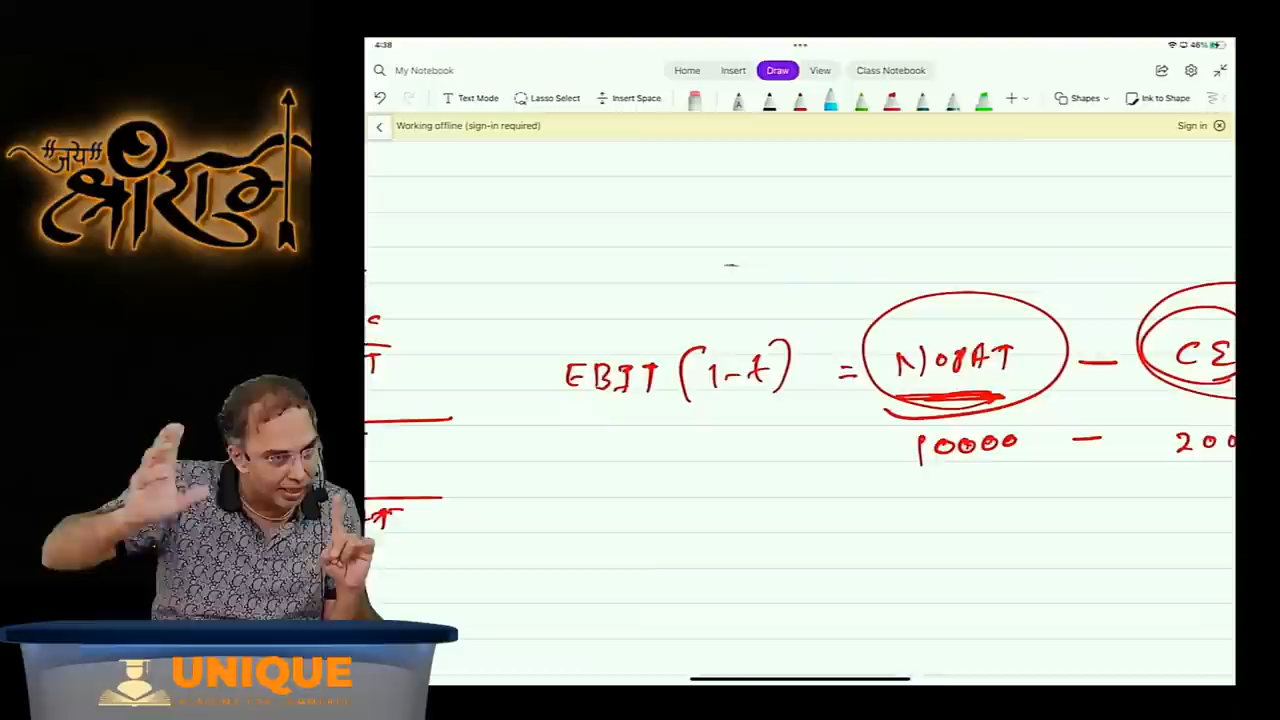 4:38
46%
My Notebook
Home Insert Draw View Class Notebook
Text Mode Lasso Select Insert Space Shapes Ink to Shape
Working offline (sign-in required) Sign in
"जय"
श्रीराम
C
T
EBIT (1-t) = NOPAT - CE
10000 - 200
UNIQUE